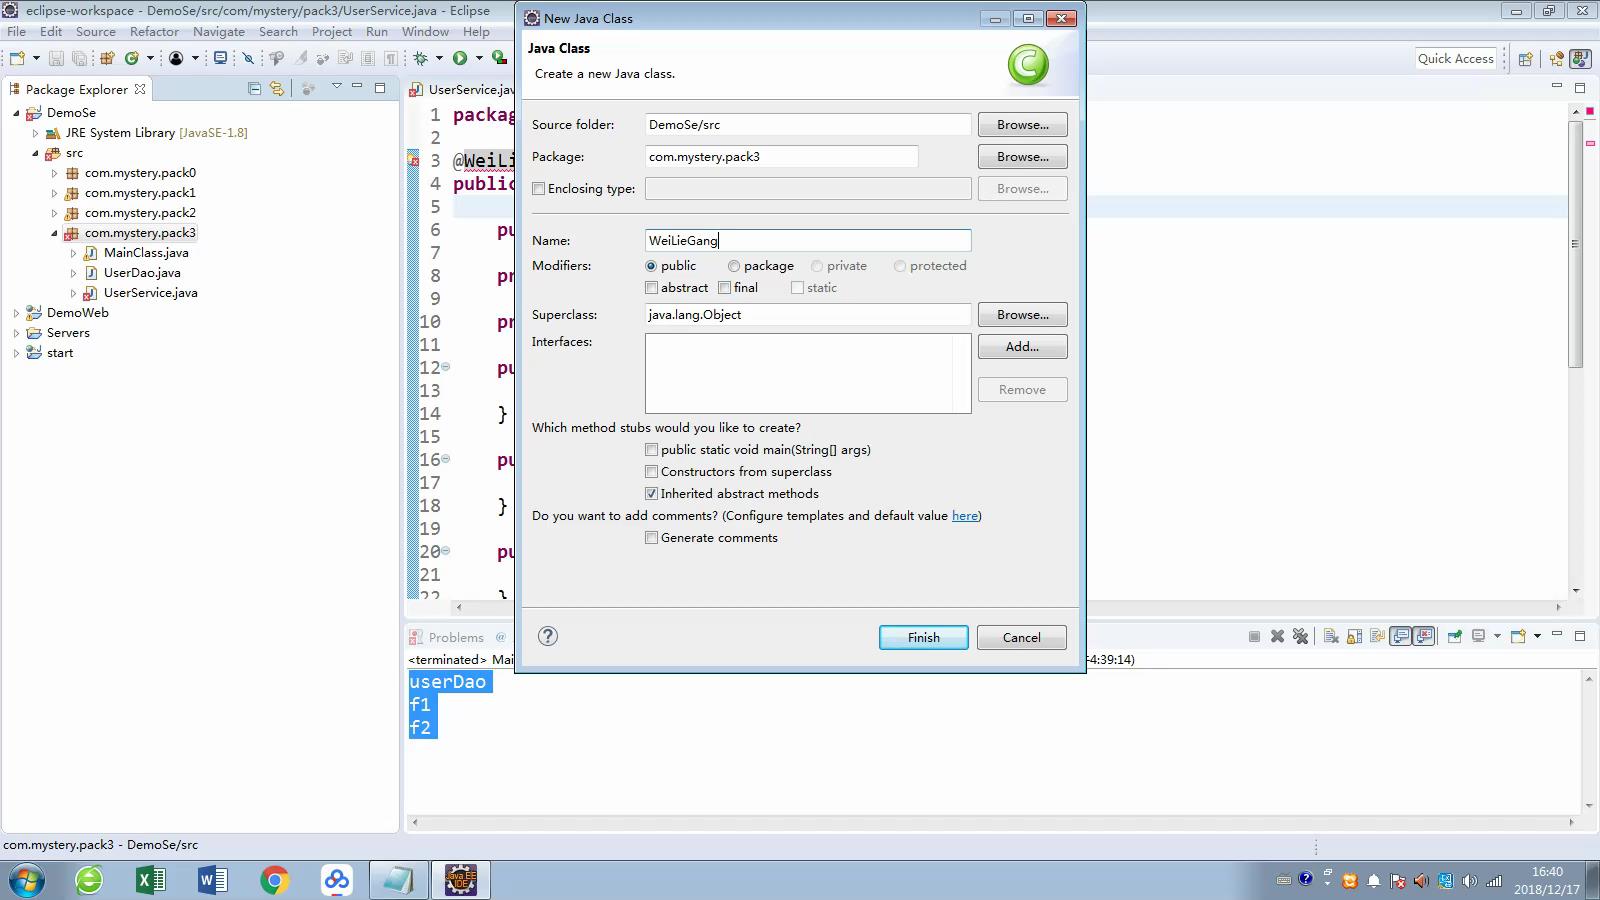 eclipse-workspace - DemoSe/src/com/mystery/pack3/UserService.java - Eclipse
File Edit Source Refactor Navigate Search Project Run Window Help
Quick Access
Package Explorer
DemoSe
JRE System Library [JavaSE-1.8]
src
com.mystery.pack0
com.mystery.pack1
com.mystery.pack2
com.mystery.pack3
MainClass.java
UserDao.java
UserService.java
DemoWeb
Servers
start
UserService.jav
1 packag
2
3 @WeiLi
4 public
5
6 pu
7
8 pr
9
10 pr
11
12 pu
13
14 }
15
16 pu
17
18 }
19
20 pu
21
22 }
New Java Class
Java Class
Create a new Java class.
Source folder: DemoSe/src Browse...
Package: com.mystery.pack3 Browse...
Enclosing type: Browse...
Name: WeiLieGang
Modifiers: public package private protected
abstract final static
Superclass: java.lang.Object Browse...
Interfaces: Add...
Remove
Which method stubs would you like to create?
public static void main(String[] args)
Constructors from superclass
Inherited abstract methods
Do you want to add comments? (Configure templates and default value here)
Generate comments
Finish Cancel
Problems @
<terminated> Mai 4:39:14)
userDao
f1
f2
com.mystery.pack3 - DemoSe/src
Java EE
IDE
16:40
2018/12/17